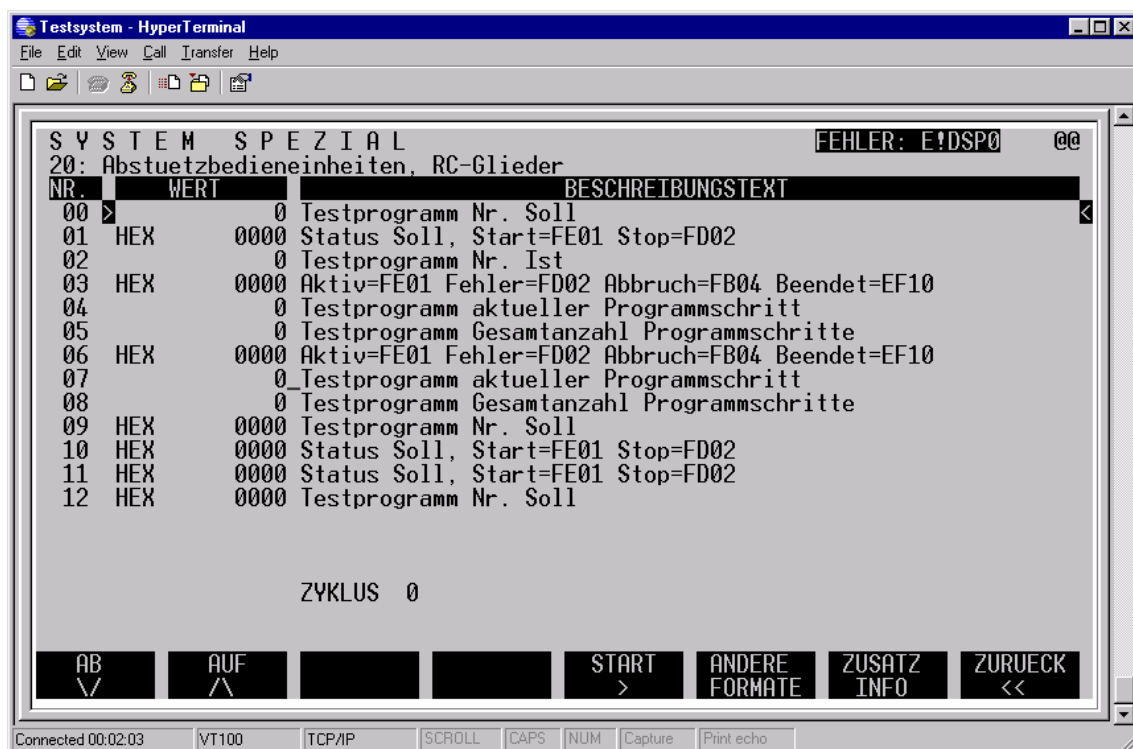 Testsystem - HyperTerminal
File Edit View Call Transfer Help
S Y S T E M   S P E Z I A L   FEHLER: E!DSP0   @@
20: Abstuetzbedieneinheiten, RC-Glieder
NR. WERT BESCHREIBUNGSTEXT
00 > 0 Testprogramm Nr. Soll <
01 HEX 0000 Status Soll, Start=FE01 Stop=FD02
02 0 Testprogramm Nr. Ist
03 HEX 0000 Aktiv=FE01 Fehler=FD02 Abbruch=FB04 Beendet=EF10
04 0 Testprogramm aktueller Programmschritt
05 0 Testprogramm Gesamtanzahl Programmschritte
06 HEX 0000 Aktiv=FE01 Fehler=FD02 Abbruch=FB04 Beendet=EF10
07 0_Testprogramm aktueller Programmschritt
08 0 Testprogramm Gesamtanzahl Programmschritte
09 HEX 0000 Testprogramm Nr. Soll
10 HEX 0000 Status Soll, Start=FE01 Stop=FD02
11 HEX 0000 Status Soll, Start=FE01 Stop=FD02
12 HEX 0000 Testprogramm Nr. Soll
ZYKLUS 0
AB AUF START ANDERE ZUSATZ ZURUECK
\/ /\ > FORMATE INFO <<
Connected 00:02:03 VT100 TCP/IP SCROLL CAPS NUM Capture Print echo